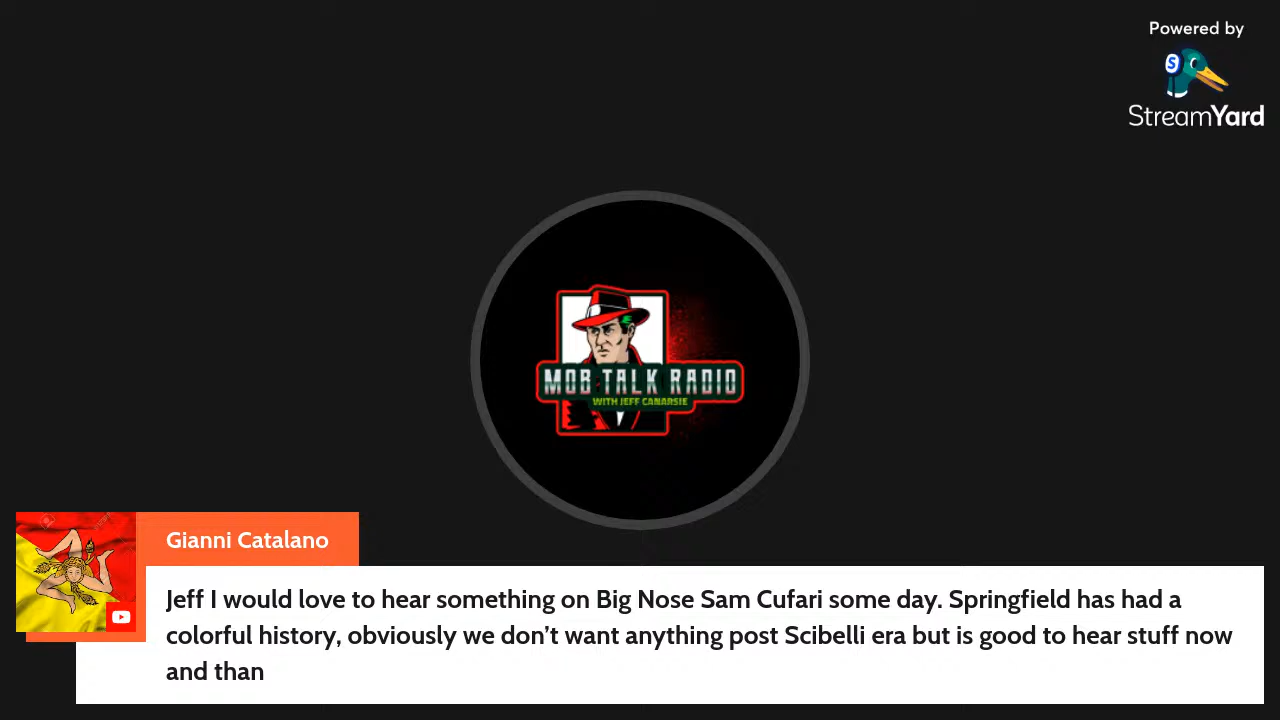 Powered by
S
StreamYard
MOB TALK RADIO
WITH JEFF CANARSIE
Gianni Catalano
Jeff I would love to hear something on Big Nose Sam Cufari some day. Springfield has had a
colorful history, obviously we don’t want anything post Scibelli era but is good to hear stuff now
and than